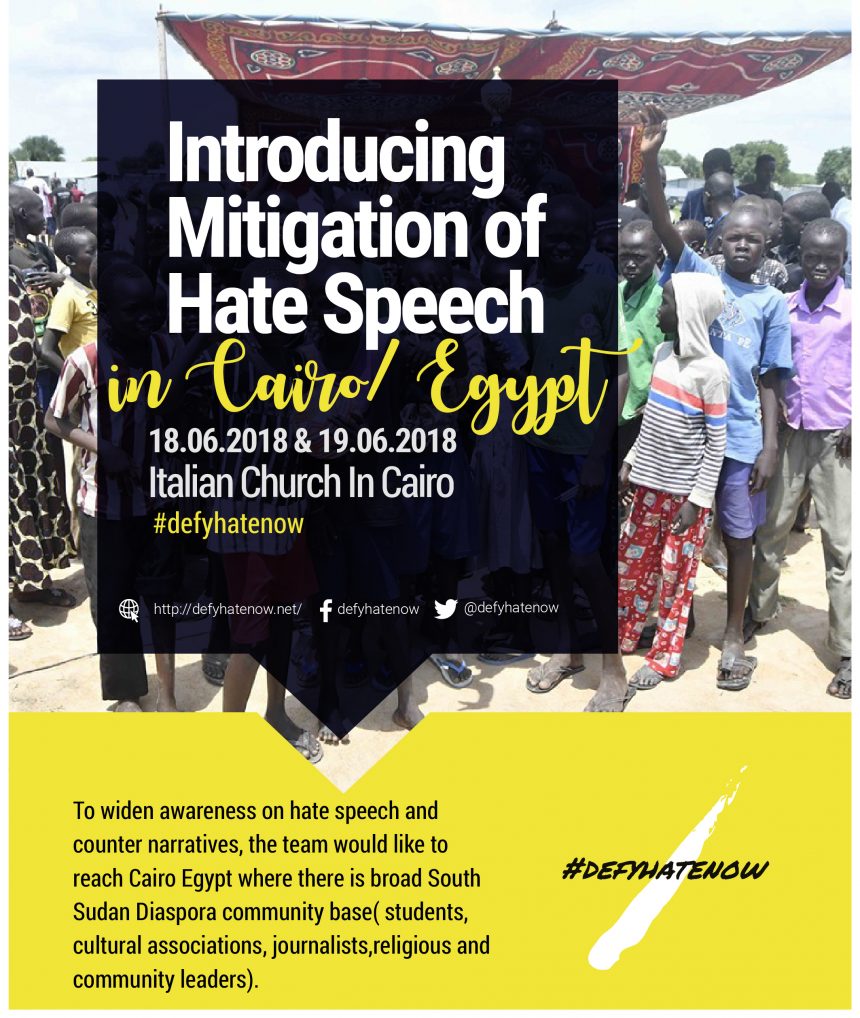 Introducing
Mitigation of
Hate Speech
in Cairo/ Egypt
18.06.2018 & 19.06.2018
Italian Church In Cairo
#defyhatenow
http://defyhatenow.net/ defyhatenow @defyhatenow
To widen awareness on hate speech and
counter narratives, the team would like to
reach Cairo Egypt where there is broad South
Sudan Diaspora community base( students,
cultural associations, journalists,religious and
community leaders).
#DEFYHATENOW